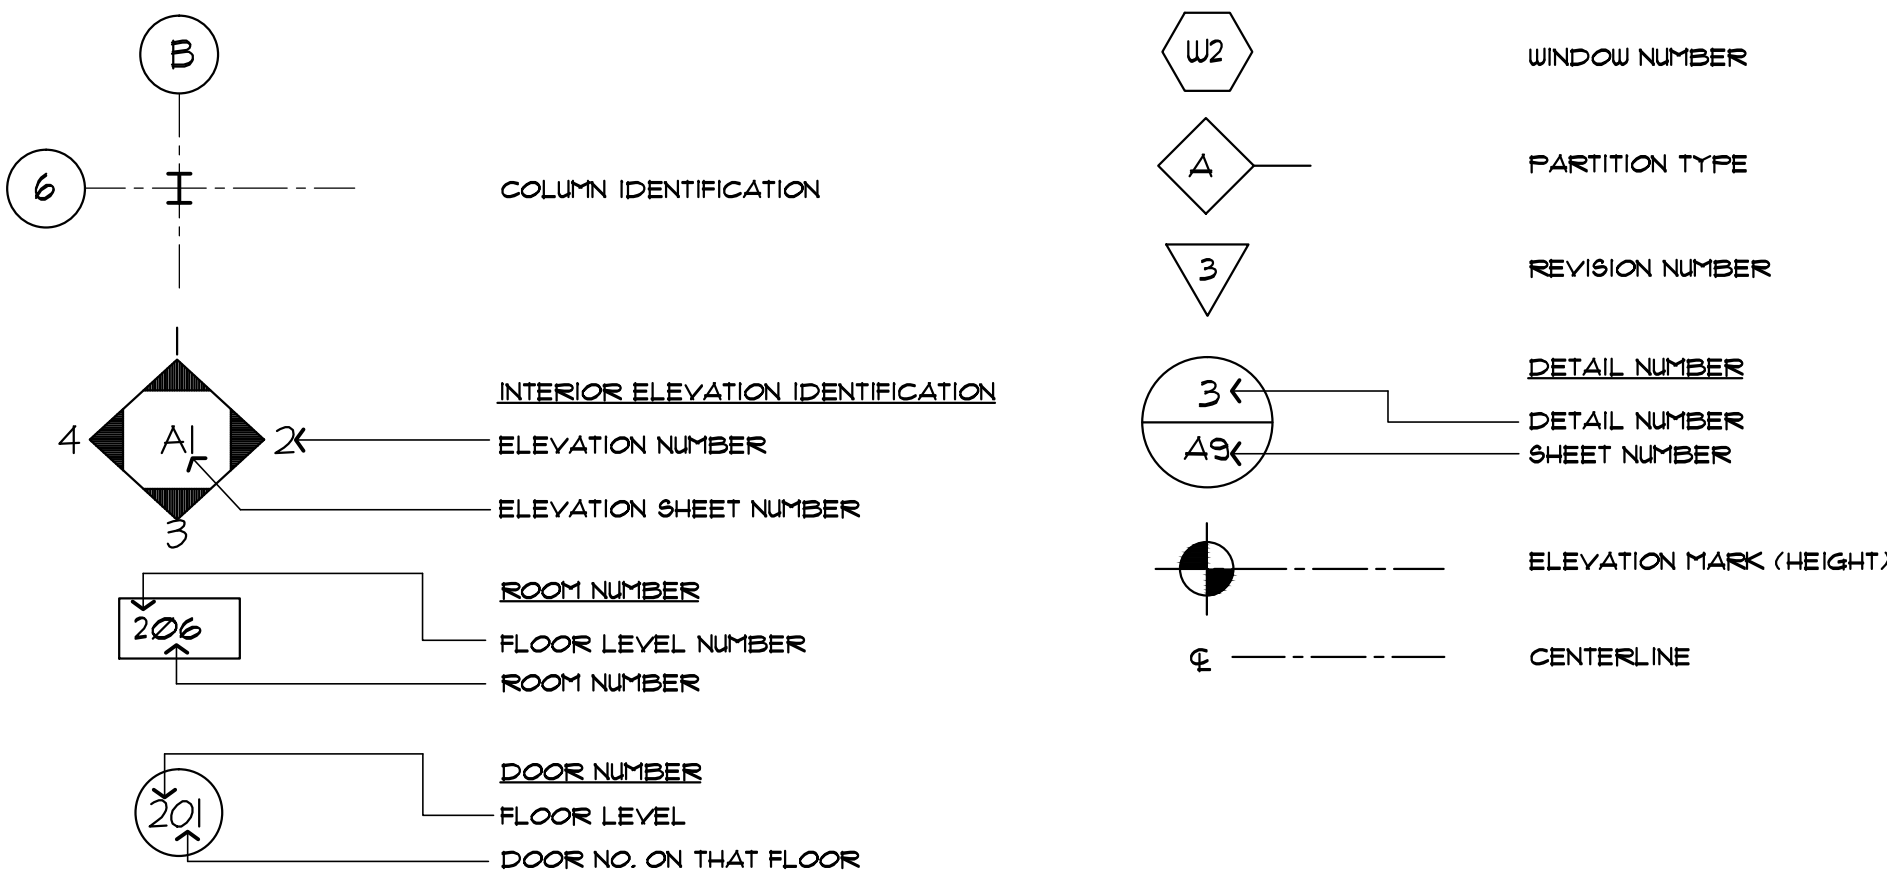 B
6
COLUMN IDENTIFICATION
1
4
A1
2
3
INTERIOR ELEVATION IDENTIFICATION
ELEVATION NUMBER
ELEVATION SHEET NUMBER
206
ROOM NUMBER
FLOOR LEVEL NUMBER
ROOM NUMBER
201
DOOR NUMBER
FLOOR LEVEL
DOOR NO. ON THAT FLOOR
W2
WINDOW NUMBER
A
PARTITION TYPE
3
REVISION NUMBER
3
A9
DETAIL NUMBER
DETAIL NUMBER
SHEET NUMBER
ELEVATION MARK (HEIGHT)
℄
CENTERLINE